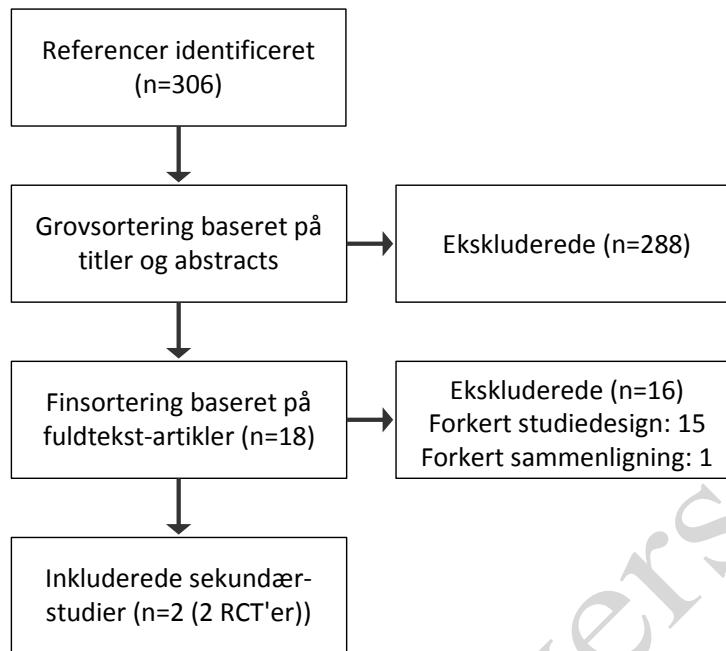 Referencer identificeret
(n=306)
Grovsortering baseret på
titler og abstracts
Ekskluderede (n=288)
Finsortering baseret på
fuldtekst-artikler (n=18)
Ekskluderede (n=16)
Forkert studiedesign: 15
Forkert sammenligning: 1
Inkluderede sekundær-
studier (n=2 (2 RCT'er))